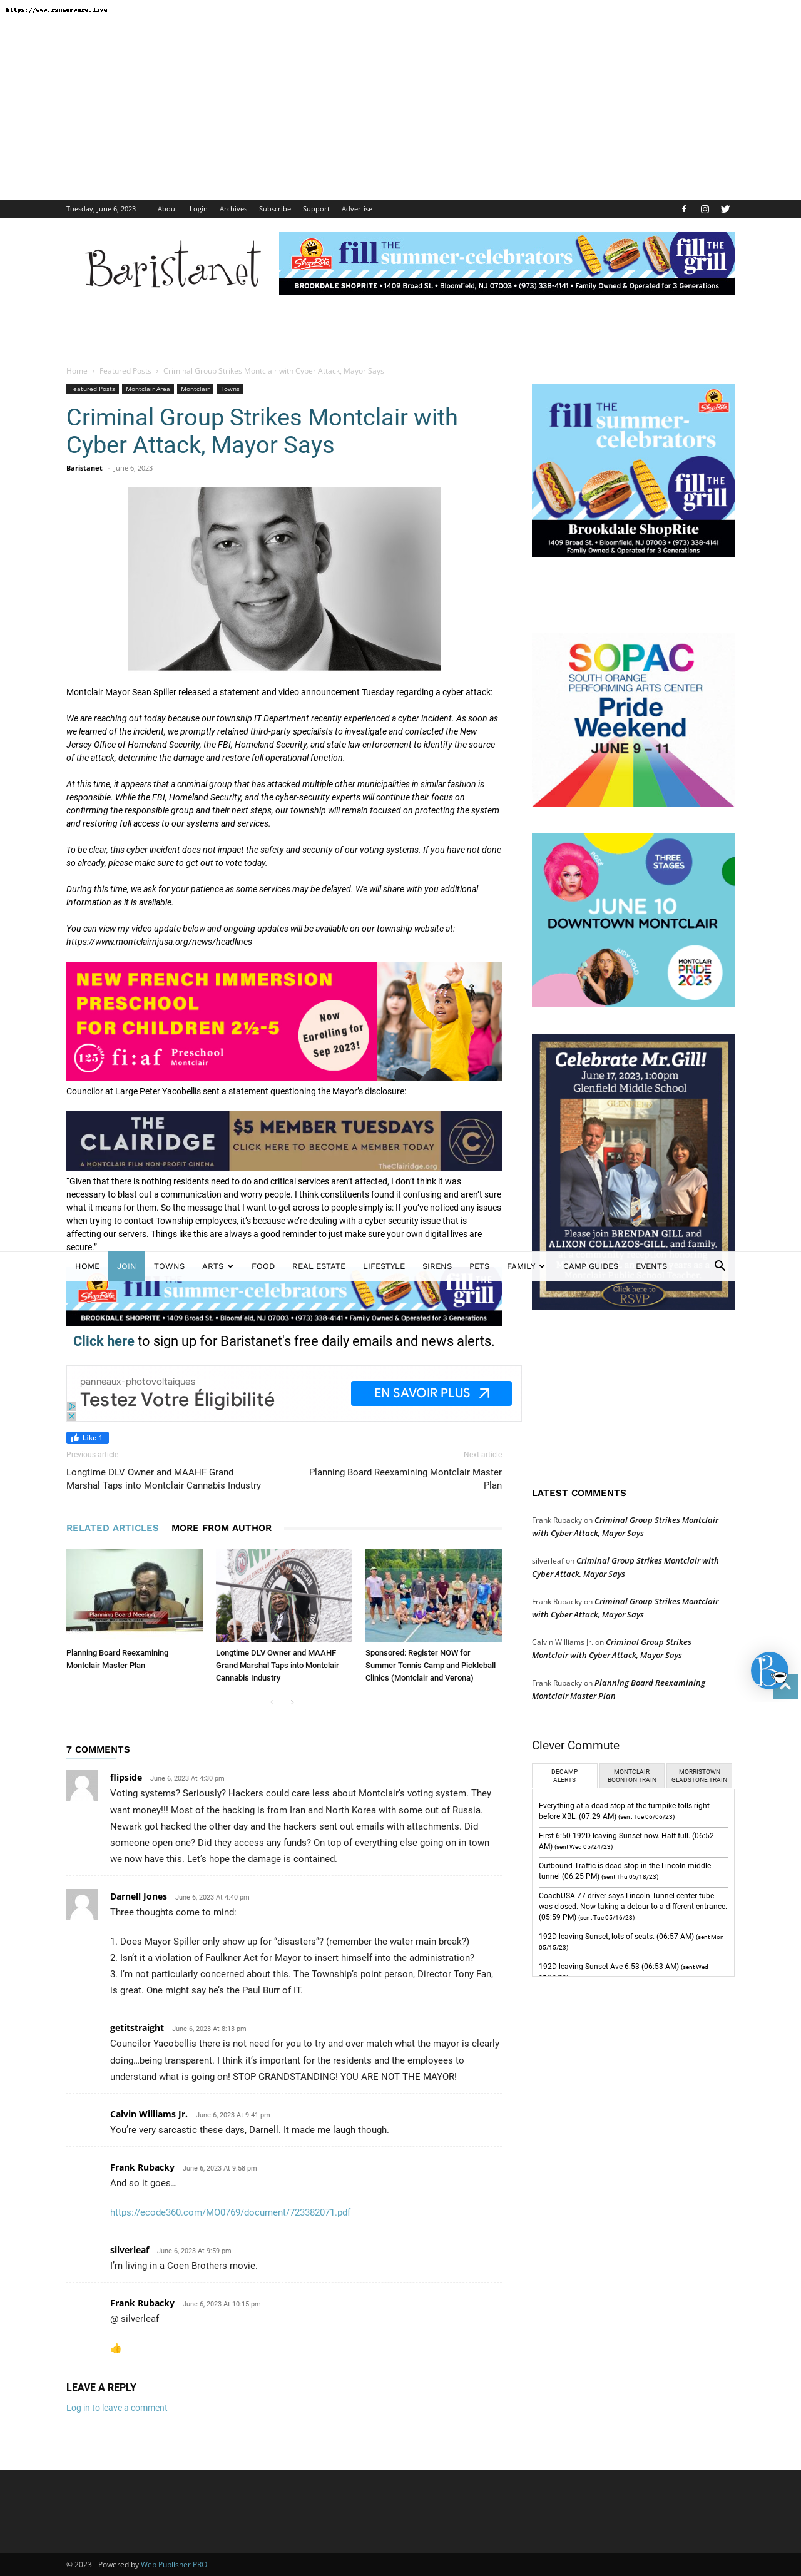 https://www.ransomware.live
Tuesday, June 6, 2023 About Login Archives Subscribe Support Advertise
Baristanet
ShopRite fill THE summer-celebrators fill THE grill
BROOKDALE SHOPRITE • 1409 Broad St. • Bloomfield, NJ 07003 • (973) 338-4141 • Family Owned & Operated for 3 Generations
Home › Featured Posts › Criminal Group Strikes Montclair with Cyber Attack, Mayor Says
Featured Posts Montclair Area Montclair Towns
Criminal Group Strikes Montclair with
Cyber Attack, Mayor Says
Baristanet - June 6, 2023
Montclair Mayor Sean Spiller released a statement and video announcement Tuesday regarding a cyber attack:
We are reaching out today because our township IT Department recently experienced a cyber incident. As soon as
we learned of the incident, we promptly retained third-party specialists to investigate and contacted the New
Jersey Office of Homeland Security, the FBI, Homeland Security, and state law enforcement to identify the source
of the attack, determine the damage and restore full operational function.
At this time, it appears that a criminal group that has attacked multiple other municipalities in similar fashion is
responsible. While the FBI, Homeland Security, and the cyber-security experts will continue their focus on
confirming the responsible group and their next steps, our township will remain focused on protecting the system
and restoring full access to our systems and services.
To be clear, this cyber incident does not impact the safety and security of our voting systems. If you have not done
so already, please make sure to get out to vote today.
During this time, we ask for your patience as some services may be delayed. We will share with you additional
information as it is available.
You can view my video update below and ongoing updates will be available on our township website at:
https://www.montclairnjusa.org/news/headlines
NEW FRENCH IMMERSION
PRESCHOOL
FOR CHILDREN 2½-5
Now
Enrolling for
Sep 2023!
125 fi:af Preschool
Montclair
Councilor at Large Peter Yacobellis sent a statement questioning the Mayor's disclosure:
THE CLAIRIDGE
A MONTCLAIR FILM NON-PROFIT CINEMA
$5 MEMBER TUESDAYS
CLICK HERE TO BECOME A MEMBER TODAY
TheClairidge.org
"Given that there is nothing residents need to do and critical services aren't affected, I don't think it was
necessary to blast out a communication and worry people. I think constituents found it confusing and aren't sure
what it means for them. So the message I want to get across to people simply is: If you've noticed any issues
when trying to contact Township employees, it's because we're dealing with a cyber security issue that is
affecting our servers. Things like this are always a good reminder to just make sure your own digital lives are
secure."
HOME JOIN TOWNS ARTS FOOD REAL ESTATE LIFESTYLE SIRENS PETS FAMILY CAMP GUIDES EVENTS
fill THE summer-celebrators grill
BROOKDALE SHOPRITE • 1409 Broad St. • Bloomfield, NJ 07003 • (973) 338-4141 • Family Owned & Operated for 3 Generations
Click here to sign up for Baristanet's free daily emails and news alerts.
panneaux-photovoltaiques
Testez Votre Éligibilité
EN SAVOIR PLUS
Like 1
Previous article
Next article
Longtime DLV Owner and MAAHF Grand
Marshal Taps into Montclair Cannabis Industry
Planning Board Reexamining Montclair Master
Plan
RELATED ARTICLES MORE FROM AUTHOR
Planning Board Meeting
Planning Board Reexamining
Montclair Master Plan
Longtime DLV Owner and MAAHF
Grand Marshal Taps into Montclair
Cannabis Industry
Sponsored: Register NOW for
Summer Tennis Camp and Pickleball
Clinics (Montclair and Verona)
7 COMMENTS
flipside June 6, 2023 At 4:30 pm
Voting systems? Seriously? Hackers could care less about Montclair's voting system. They
want money!!! Most of the hacking is from Iran and North Korea with some out of Russia.
Newark got hacked the other day and the hackers sent out emails with attachments. Did
someone open one? Did they access any funds? On top of everything else going on in town
we now have this. Let's hope the damage is contained.
Darnell Jones June 6, 2023 At 4:40 pm
Three thoughts come to mind:
1. Does Mayor Spiller only show up for "disasters"? (remember the water main break?)
2. Isn't it a violation of Faulkner Act for Mayor to insert himself into the administration?
3. I'm not particularly concerned about this. The Township's point person, Director Tony Fan,
is great. One might say he's the Paul Burr of IT.
getitstraight June 6, 2023 At 8:13 pm
Councilor Yacobellis there is not need for you to try and over match what the mayor is clearly
doing…being transparent. I think it's important for the residents and the employees to
understand what is going on! STOP GRANDSTANDING! YOU ARE NOT THE MAYOR!
Calvin Williams Jr. June 6, 2023 At 9:41 pm
You're very sarcastic these days, Darnell. It made me laugh though.
Frank Rubacky June 6, 2023 At 9:58 pm
And so it goes…
https://ecode360.com/MO0769/document/723382071.pdf
silverleaf June 6, 2023 At 9:59 pm
I'm living in a Coen Brothers movie.
Frank Rubacky June 6, 2023 At 10:15 pm
@ silverleaf
👍
LEAVE A REPLY
Log in to leave a comment
ShopRite
fill THE
summer-
celebrators
fill THE
grill
Brookdale ShopRite
1409 Broad St. • Bloomfield, NJ 07003 • (973) 338-4141
Family Owned & Operated for 3 Generations
SOPAC
SOUTH ORANGE
PERFORMING ARTS CENTER
Pride
Weekend
JUNE 9 – 11
THREE
STAGES
JUNE 10
DOWNTOWN MONTCLAIR
JUDY GOLD
MONTCLAIR
PRIDE
2023
Celebrate Mr.Gill!
June 17, 2023, 1:00pm
Glenfield Middle School
GLENFIELD
Please join BRENDAN GILL and
ALIXON COLLAZOS-GILL, and family,
Click here to
RSVP
LATEST COMMENTS
Frank Rubacky on Criminal Group Strikes Montclair
with Cyber Attack, Mayor Says
silverleaf on Criminal Group Strikes Montclair with
Cyber Attack, Mayor Says
Frank Rubacky on Criminal Group Strikes Montclair
with Cyber Attack, Mayor Says
Calvin Williams Jr. on Criminal Group Strikes
Montclair with Cyber Attack, Mayor Says
Frank Rubacky on Planning Board Reexamining
Montclair Master Plan
Clever Commute
DECAMP
ALERTS
MONTCLAIR
BOONTON TRAIN
MORRISTOWN
GLADSTONE TRAIN
Everything at a dead stop at the turnpike tolls right
before XBL. (07:29 AM) (sent Tue 06/06/23)
First 6:50 192D leaving Sunset now. Half full. (06:52
AM) (sent Wed 05/24/23)
Outbound Traffic is dead stop in the Lincoln middle
tunnel (06:25 PM) (sent Thu 05/18/23)
CoachUSA 77 driver says Lincoln Tunnel center tube
was closed. Now taking a detour to a different entrance.
(05:59 PM) (sent Tue 05/16/23)
192D leaving Sunset, lots of seats. (06:57 AM) (sent Mon
05/15/23)
192D leaving Sunset Ave 6:53 (06:53 AM) (sent Wed
© 2023 - Powered by Web Publisher PRO